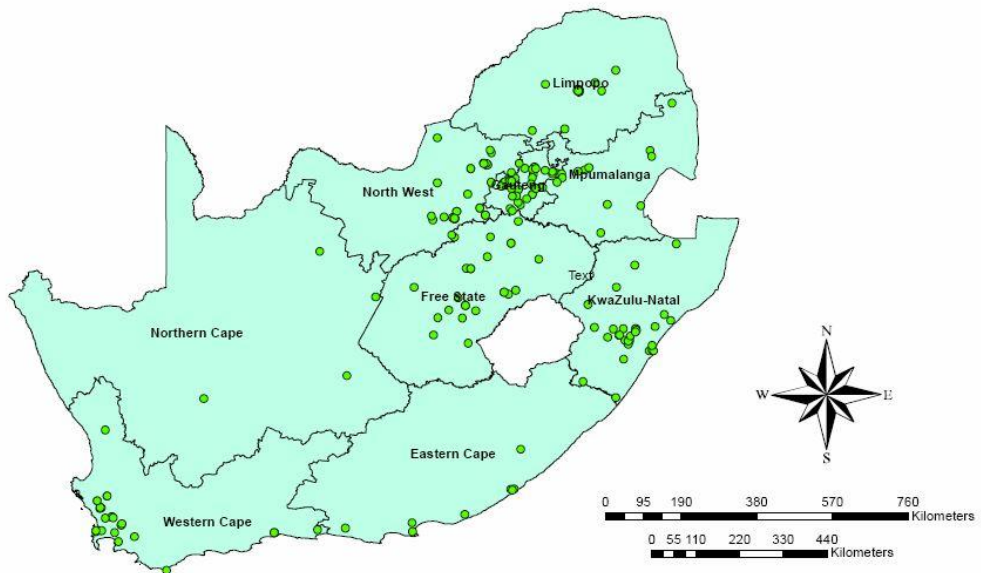 Limpopo
Mpumalanga
Gauteng
North West
Text
Free State
KwaZulu-Natal
Northern Cape
N
W E
S
Eastern Cape
Western Cape
0 95 190 380 570 760
Kilometers
0 55 110 220 330 440
Kilometers